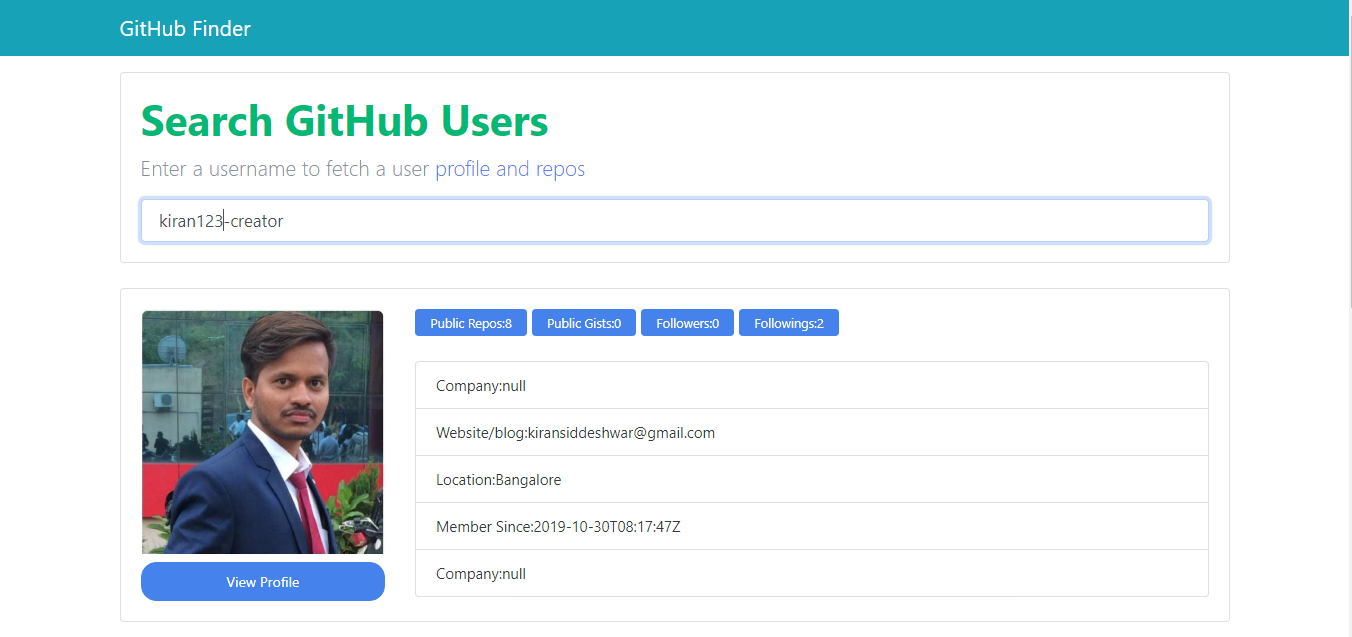 GitHub Finder
Search GitHub Users
Enter a username to fetch a user profile and repos
kiran123-creator
Public Repos:8 Public Gists:0 Followers:0 Followings:2
Company:null
Website/blog:kiransiddeshwar@gmail.com
Location:Bangalore
Member Since:2019-10-30T08:17:47Z
Company:null
View Profile